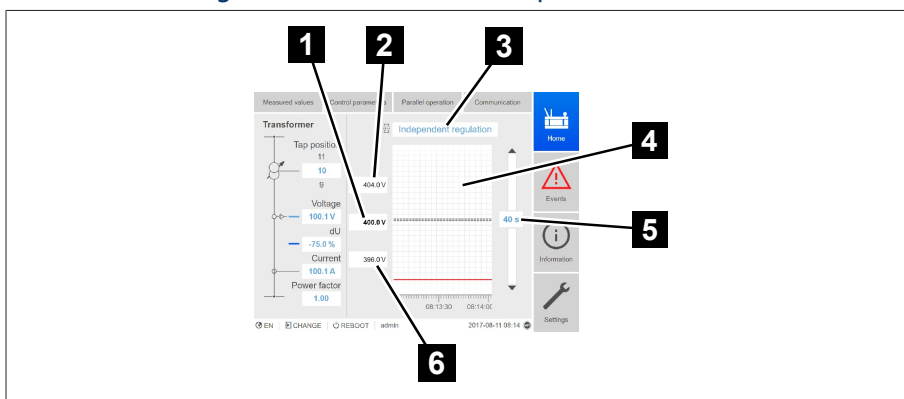 1
2
3
4
5
6
Measured values
Control parameters
Parallel operation
Communication
Home
Events
Information
Settings
Transformer
Independent regulation
Tap position
11
10
9
Voltage
100.1 V
dU
-75.0 %
Current
100.1 A
Power factor
1.00
404.0 V
400.0 V
396.0 V
40 s
08:13:30
08:14:00
EN
CHANGE
REBOOT
admin
2017-08-11 08:14